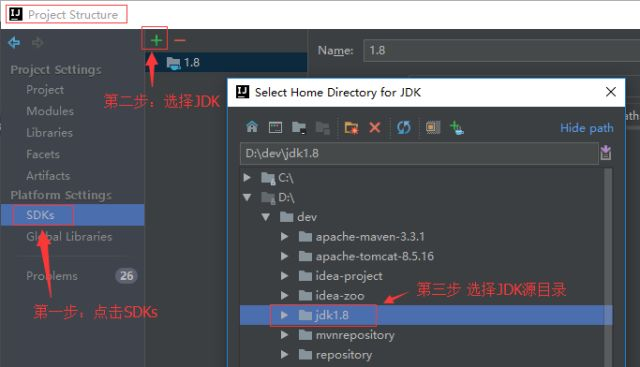 Project Structure
Project Settings
Project
Modules
Libraries
Facets
Artifacts
Platform Settings
SDKs
Global Libraries
Problems 26
第一步：点击SDKs
1.8
第二步：选择JDK
Name: 1.8
Select Home Directory for JDK
Hide path
D:\dev\jdk1.8
C:\
D:\
dev
apache-maven-3.3.1
apache-tomcat-8.5.16
idea-project
idea-zoo
jdk1.8
mvnrepository
repository
第三步 选择JDK源目录